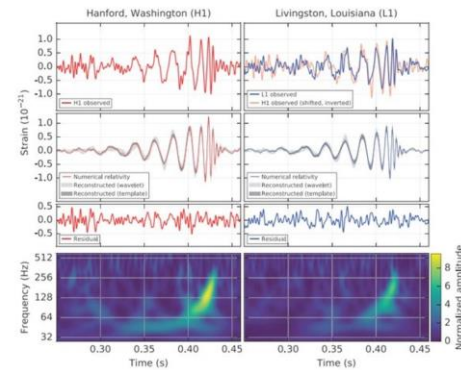 Hanford, Washington (H1)
Livingston, Louisiana (L1)
1.0
0.5
0.0
-0.5
-1.0
H1 observed
L1 observed
H1 observed (shifted, inverted)
Strain (10⁻²¹)
1.0
0.5
0.0
-0.5
-1.0
Numerical relativity
Reconstructed (wavelet)
Reconstructed (template)
Numerical relativity
Reconstructed (wavelet)
Reconstructed (template)
0.5
0.0
-0.5
Residual
Residual
Frequency (Hz)
512
256
128
64
32
0.30
0.35
0.40
0.45
Time (s)
0.30
0.35
0.40
0.45
Time (s)
8
6
4
2
0
Normalized amplitude